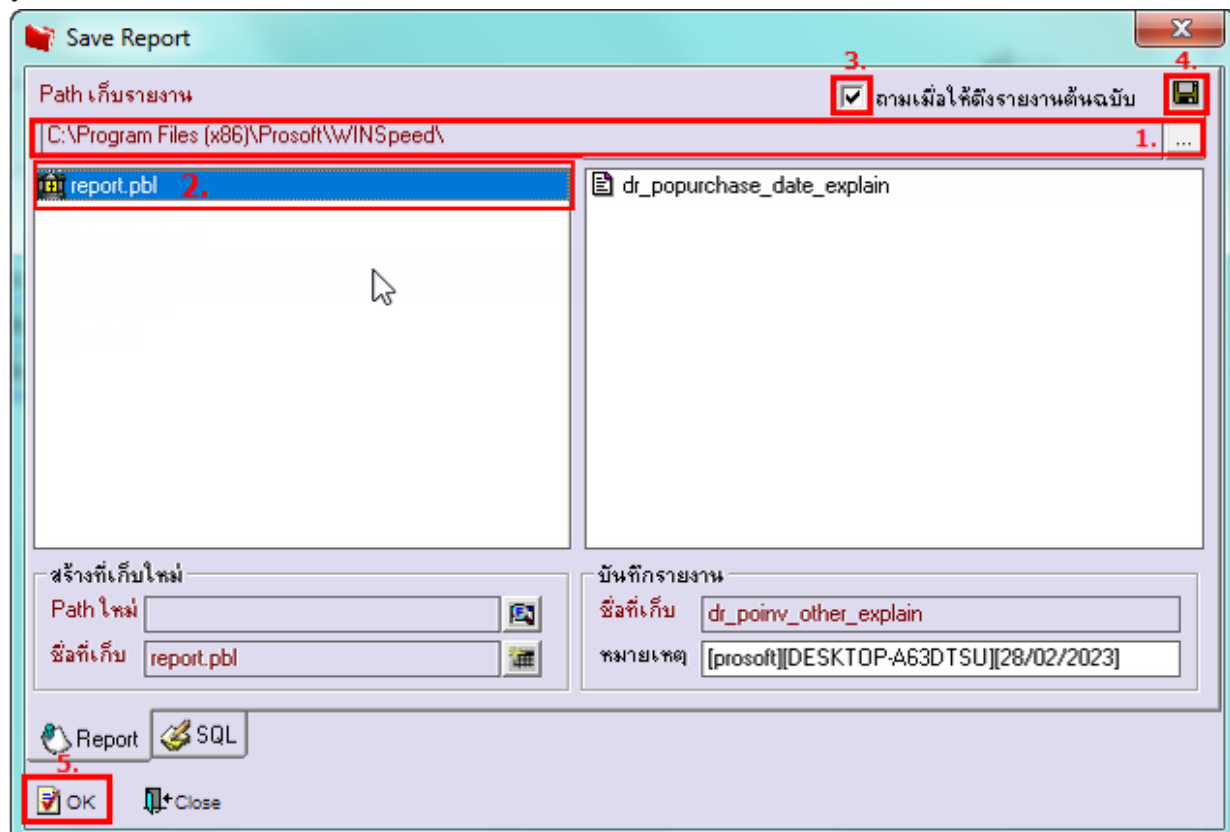 Save Report
X
3.
4.
Path เก็บรายงาน
ถามเมื่อให้ดึงรายงานต้นฉบับ
C:\Program Files (x86)\Prosoft\WINSpeed\
1.
...
report.pbl
2.
dr_popurchase_date_explain
สร้างที่เก็บใหม่
Path ใหม่
ชื่อที่เก็บ report.pbl
บันทึกรายงาน
ชื่อที่เก็บ dr_poinv_other_explain
หมายเหตุ [prosoft][DESKTOP-A63DTSU][28/02/2023]
Report
SQL
5.
OK
Close